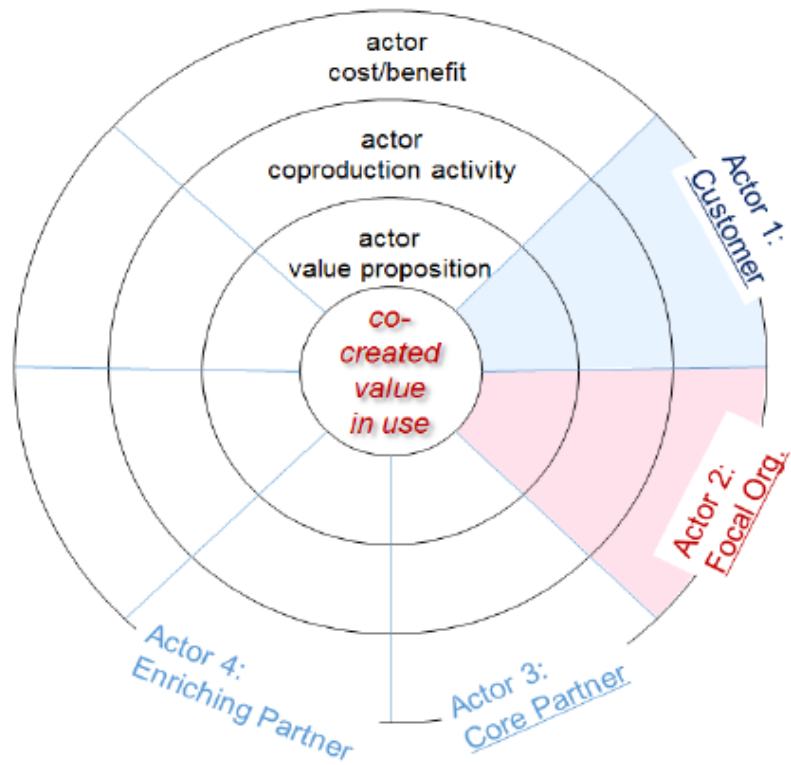 actor
cost/benefit
actor
coproduction activity
actor
value proposition
co-
created
value
in use
Actor 1:
Customer
Actor 2:
Focal Org.
Actor 3:
Core Partner
Actor 4:
Enriching Partner